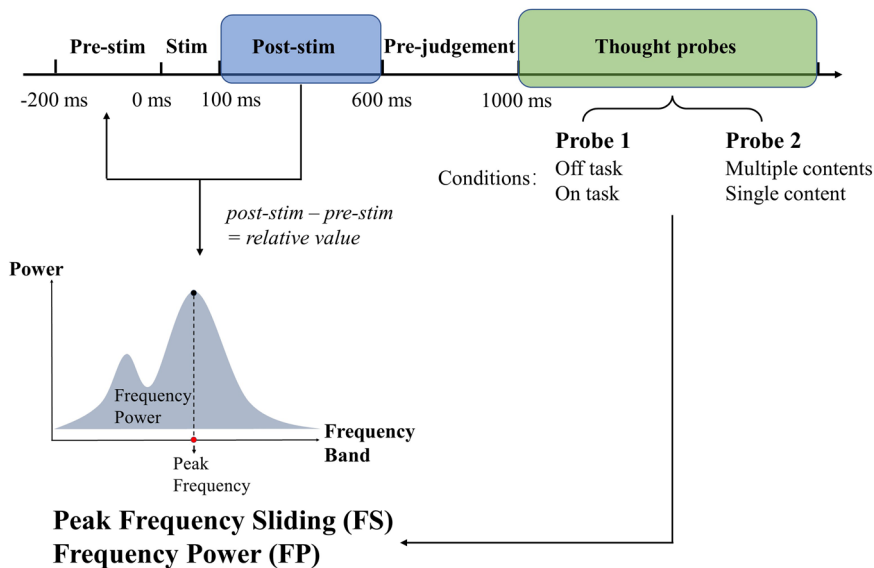 Pre-stim Stim Post-stim Pre-judgement Thought probes
-200 ms 0 ms 100 ms 600 ms 1000 ms
Probe 1 Probe 2
Conditions: Off task Multiple contents
On task Single content
post-stim – pre-stim
= relative value
Power
Frequency
Power
Frequency
Band
Peak
Frequency
Peak Frequency Sliding (FS)
Frequency Power (FP)